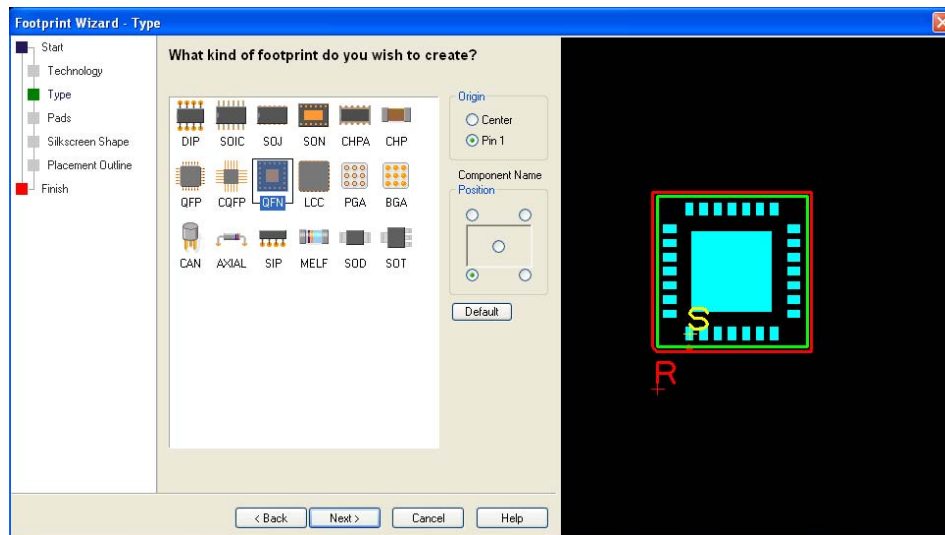 Footprint Wizard - Type
Start
Technology
Type
Pads
Silkscreen Shape
Placement Outline
Finish
What kind of footprint do you wish to create?
DIP SOIC SOJ SON CHPA CHP
QFP CQFP QFN LCC PGA BGA
CAN AXIAL SIP MELF SOD SOT
Origin
Center
Pin 1
Component Name
Position
Default
S
R
< Back Next > Cancel Help